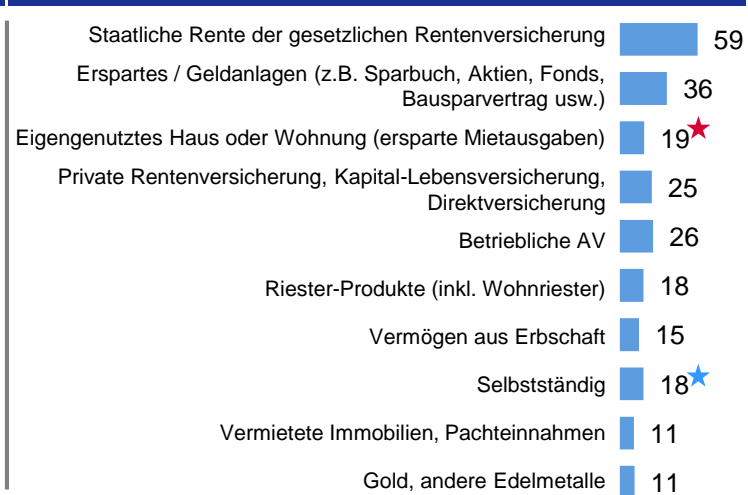 Staatliche Rente der gesetzlichen Rentenversicherung 59
Erspartes / Geldanlagen (z.B. Sparbuch, Aktien, Fonds,
Bausparvertrag usw.) 36
Eigengenutztes Haus oder Wohnung (ersparte Mietausgaben) 19
Private Rentenversicherung, Kapital-Lebensversicherung,
Direktversicherung 25
Betriebliche AV 26
Riester-Produkte (inkl. Wohnriester) 18
Vermögen aus Erbschaft 15
Selbstständig 18
Vermietete Immobilien, Pachteinnahmen 11
Gold, andere Edelmetalle 11